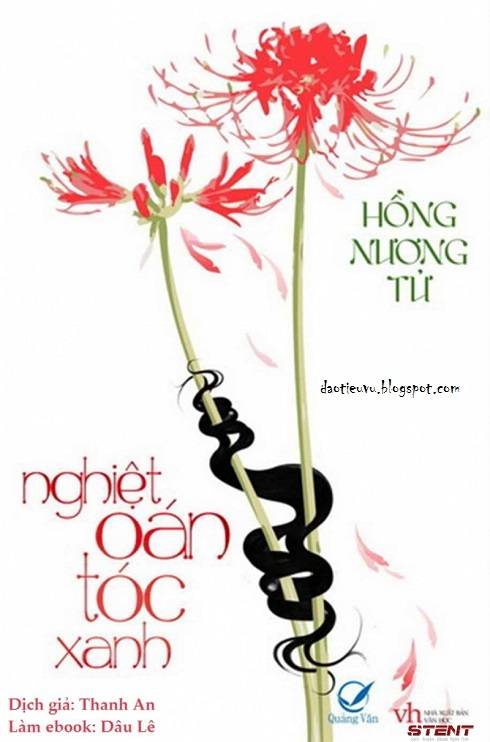 HỒNG
NƯƠNG
TỬ
daotieuvu.blogspot.com
nghiệt
oán
tóc
xanh
Dịch giả: Thanh An
Làm ebook: Dâu Lê
Quảng Văn
vh
NHÀ XUẤT BẢN
VĂN HỌC
STENT